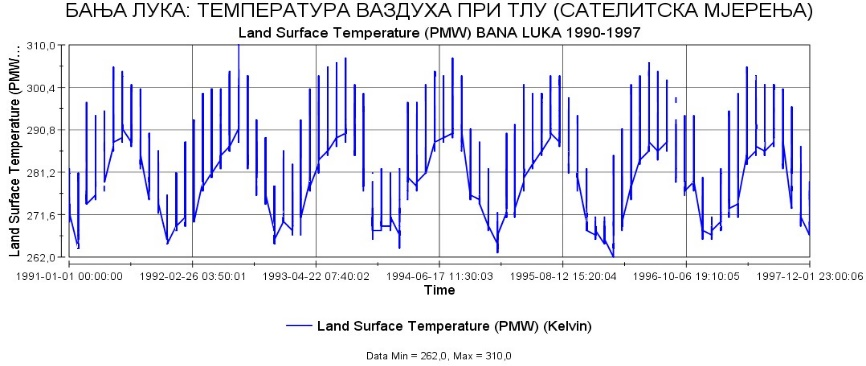 БАЊА ЛУКА: ТЕМПЕРАТУРА ВАЗДУХА ПРИ ТЛУ (САТЕЛИТСКА МЈЕРЕЊА)
Land Surface Temperature (PMW) BANA LUKA 1990-1997
Land Surface Temperature (PMW...
310,0
300,4
290,8
281,2
271,6
262,0
1991-01-01 00:00:00 1992-02-26 03:50:01 1993-04-22 07:40:02 1994-06-17 11:30:03 1995-08-12 15:20:04 1996-10-06 19:10:05 1997-12-01 23:00:06
Time
Land Surface Temperature (PMW) (Kelvin)
Data Min = 262,0, Max = 310,0